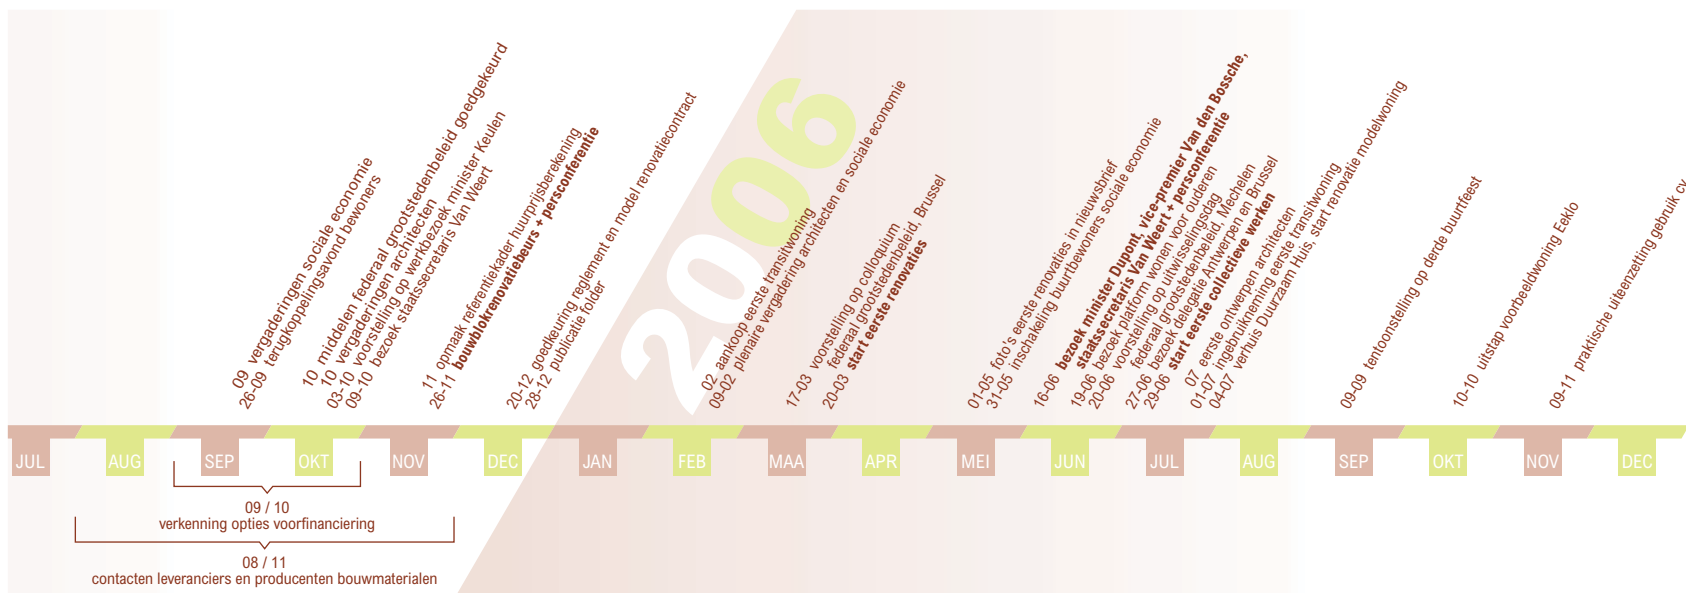 2006
09 vergaderingen sociale economie
26-09 terugkoppelingsavond bewoners
10 middelen federaal grootstedenbeleid goedgekeurd
10 vergaderingen architecten
03-10 voorstelling op werkbezoek minister Keulen
09-10 bezoek staatssecretaris Van Weert
11 opmaak referentiekader huurprijsberekening
26-11 bouwblokrenovatiebeurs + persconferentie
20-12 goedkeuring reglement en model renovatiecontract
28-12 publicatie folder
02 aankoop eerste transitwoning
09-02 plenaire vergadering architecten en sociale economie
17-03 voorstelling op colloquium
federaal grootstedenbeleid, Brussel
20-03 start eerste renovaties
01-05 foto's eerste renovaties in nieuwsbrief
31-05 inschakeling buurtbewoners sociale economie
16-06 bezoek minister Dupont, vice-premier Van den Bossche,
staatssecretaris Van Weert + persconferentie
19-06 bezoek platform wonen voor ouderen
20-06 voorstelling op uitwisselingsdag
federaal grootstedenbeleid, Mechelen
27-06 bezoek delegatie Antwerpen en Brussel
29-06 start eerste collectieve werken
07 eerste ontwerpen architecten
01-07 ingebruikneming eerste transitwoning
04-07 verhuis Duurzaam Huis, start renovatie modelwoning
09-09 tentoonstelling op derde buurtfeest
10-10 uitstap voorbeeldwoning Eeklo
09-11 praktische uiteenzetting gebruik cv
JUL AUG SEP OKT NOV DEC JAN FEB MAA APR MEI JUN JUL AUG SEP OKT NOV DEC
09 / 10
verkenning opties voorfinanciering
08 / 11
contacten leveranciers en producenten bouwmaterialen